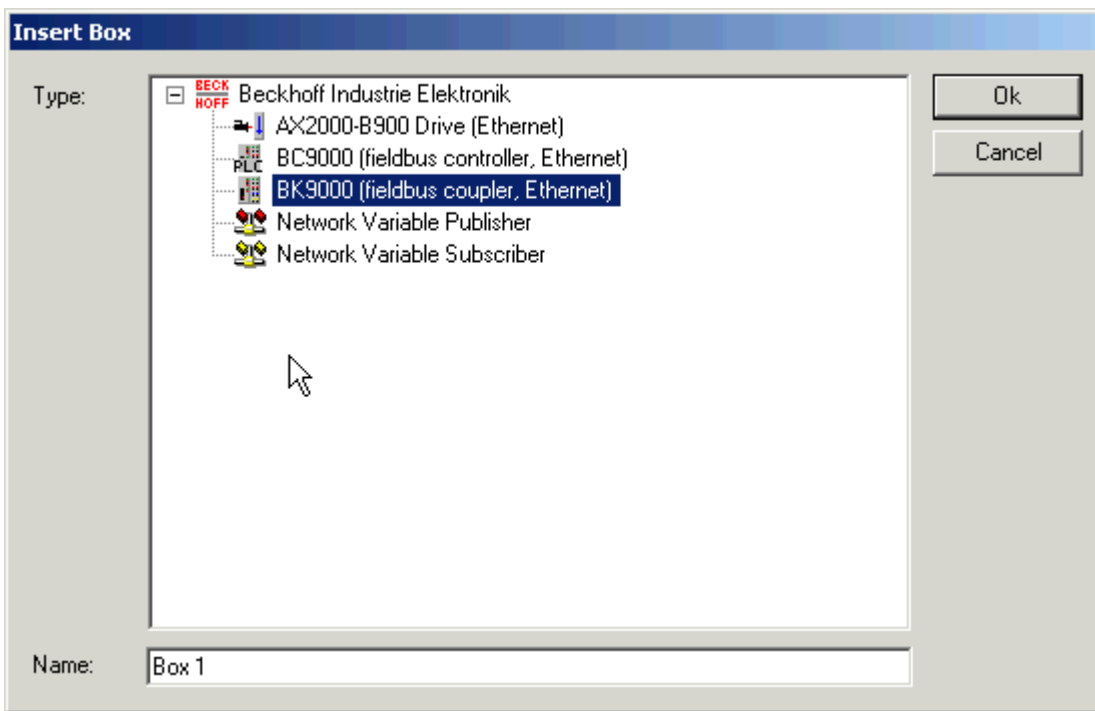 Insert Box
Type:
BECK
HOFF
Beckhoff Industrie Elektronik
AX2000-B900 Drive (Ethernet)
PLC
BC9000 (fieldbus controller, Ethernet)
BK9000 (fieldbus coupler, Ethernet)
Network Variable Publisher
Network Variable Subscriber
Ok
Cancel
Name:
Box 1